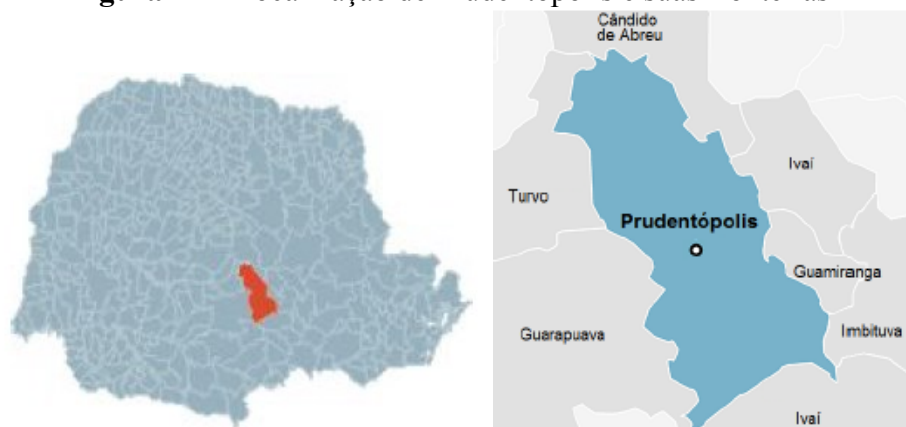 Cândido
de Abreu
Ivaí
Turvo
Prudentópolis
Guamiranga
Imbituva
Guarapuava
Ivaí